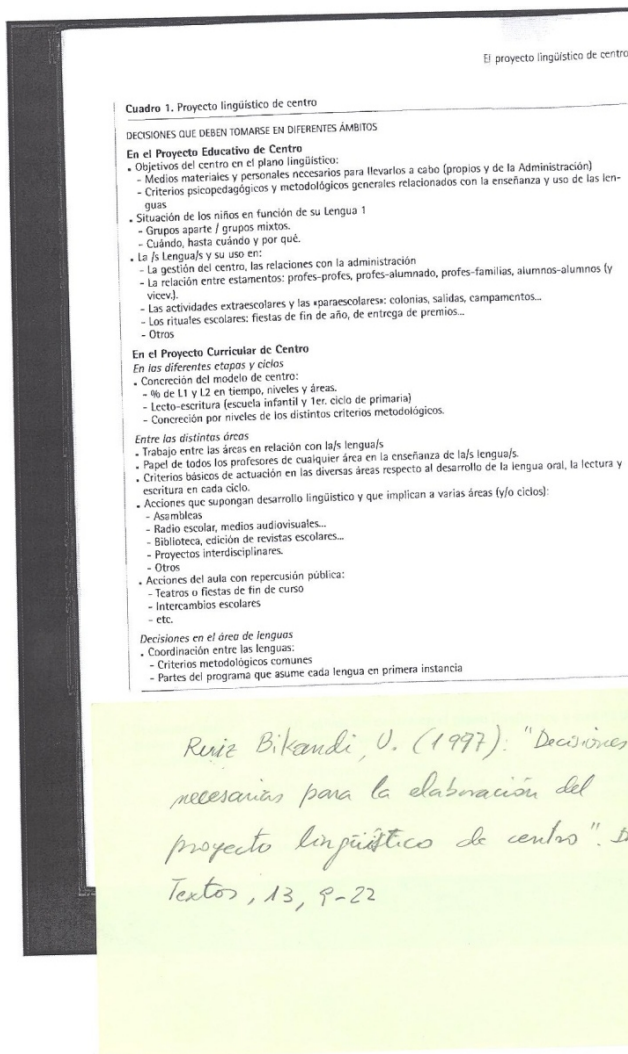 El proyecto lingüístico de centro
Cuadro 1. Proyecto lingüístico de centro
DECISIONES QUE DEBEN TOMARSE EN DIFERENTES ÁMBITOS
En el Proyecto Educativo de Centro
. Objetivos del centro en el plano lingüístico:
- Medios materiales y personales necesarios para llevarlos a cabo (propios y de la Administración)
- Criterios psicopedagógicos y metodológicos generales relacionados con la enseñanza y uso de las len-
guas
. Situación de los niños en función de su Lengua 1
- Grupos aparte / grupos mixtos.
- Cuándo, hasta cuándo y por qué.
. La /s Lengua/s y su uso en:
- La gestión del centro, las relaciones con la administración
- La relación entre estamentos: profes-profes, profes-alumnado, profes-familias, alumnos-alumnos (y
vicev.).
- Las actividades extraescolares y las «paraescolares»: colonias, salidas, campamentos...
- Los rituales escolares: fiestas de fin de año, de entrega de premios...
- Otros
En el Proyecto Curricular de Centro
En las diferentes etapas y ciclos
. Concreción del modelo de centro:
- % de L1 y L2 en tiempo, niveles y áreas.
- Lecto-escritura (escuela infantil y 1er. ciclo de primaria)
- Concreción por niveles de los distintos criterios metodológicos.
Entre las distintas áreas
. Trabajo entre las áreas en relación con la/s lengua/s
. Papel de todos los profesores de cualquier área en la enseñanza de la/s lengua/s.
. Criterios básicos de actuación en las diversas áreas respecto al desarrollo de la lengua oral, la lectura y
escritura en cada ciclo.
. Acciones que supongan desarrollo lingüístico y que implican a varias áreas (y/o ciclos):
- Asambleas
- Radio escolar, medios audiovisuales...
- Biblioteca, edición de revistas escolares...
- Proyectos interdisciplinares.
- Otros
. Acciones del aula con repercusión pública:
- Teatros o fiestas de fin de curso
- Intercambios escolares
- etc.
Decisiones en el área de lenguas
. Coordinación entre las lenguas:
- Criterios metodológicos comunes
- Partes del programa que asume cada lengua en primera instancia
Ruiz Bikandi, U. (1997): "Decisiones
necesarias para la elaboración del
proyecto lingüístico de centro".
Textos, 13, 9-22